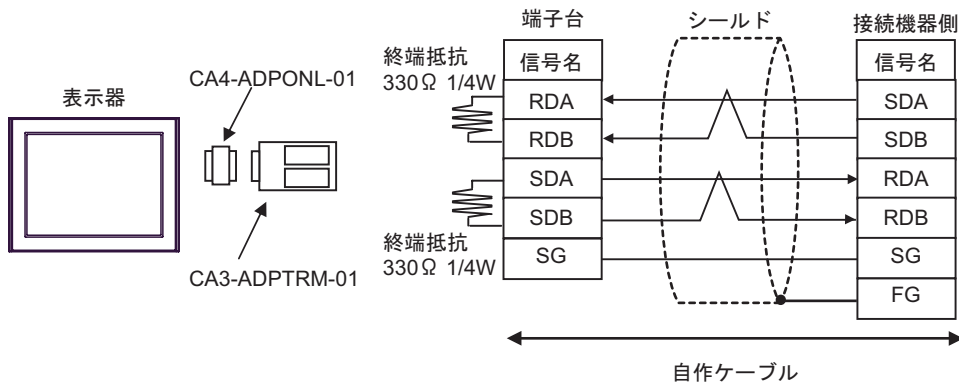 表示器
CA4-ADPONL-01
CA3-ADPTRM-01
終端抵抗
330Ω 1/4W
終端抵抗
330Ω 1/4W
端子台
信号名
RDA
RDB
SDA
SDB
SG
シールド
接続機器側
信号名
SDA
SDB
RDA
RDB
SG
FG
自作ケーブル